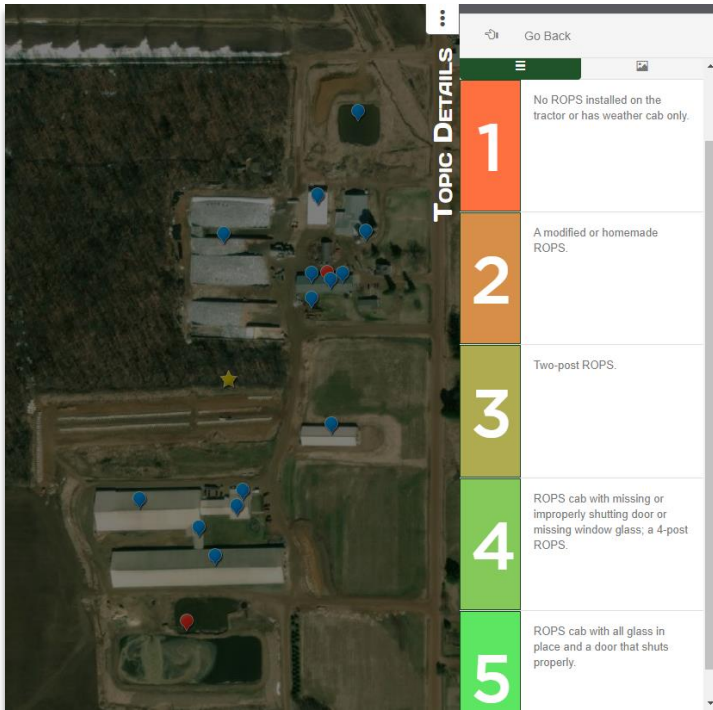 TOPIC DETAILS
Go Back
1
No ROPS installed on the
tractor or has weather cab only.
2
A modified or homemade
ROPS.
3
Two-post ROPS.
4
ROPS cab with missing or
improperly shutting door or
missing window glass; a 4-post
ROPS.
5
ROPS cab with all glass in
place and a door that shuts
properly.